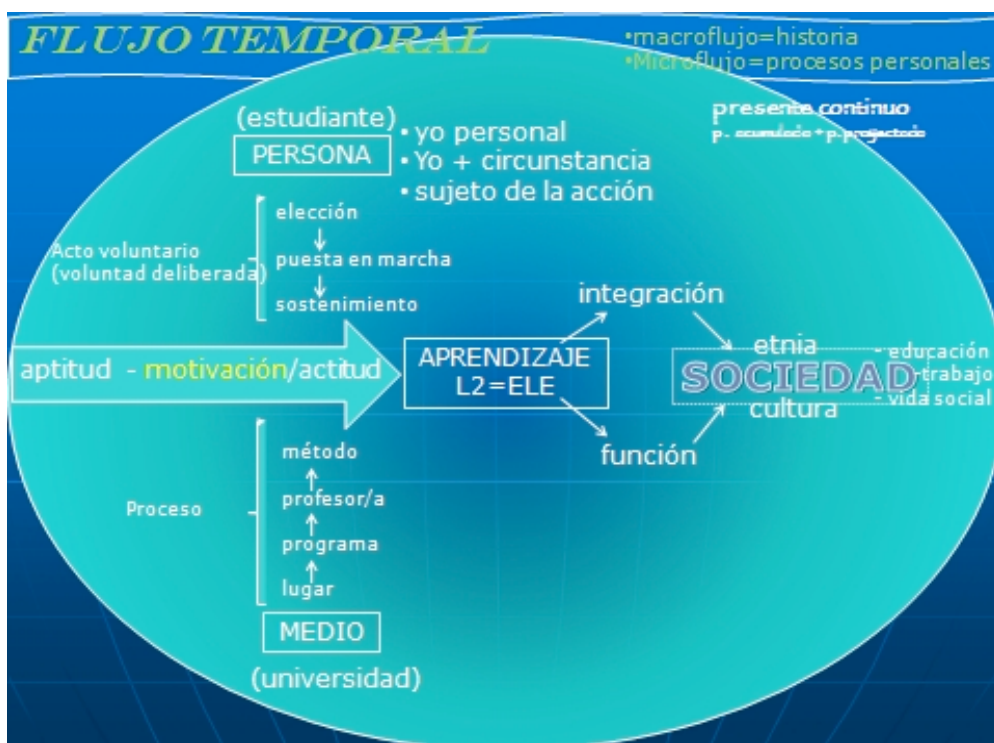 FLUJO TEMPORAL
•macroflujo=historia
•Microflujo=procesos personales
presente continuo
p. acumulado + p.proyectado
(estudiante)
PERSONA
• yo personal
• Yo + circunstancia
• sujeto de la acción
elección
Acto voluntario
(voluntad deliberada)
puesta en marcha
sostenimiento
integración
aptitud - motivación/actitud
APRENDIZAJE
L2=ELE
etnia
SOCIEDAD
cultura
- educación
-trabajo
- vida social
función
método
Proceso
profesor/a
programa
lugar
MEDIO
(universidad)